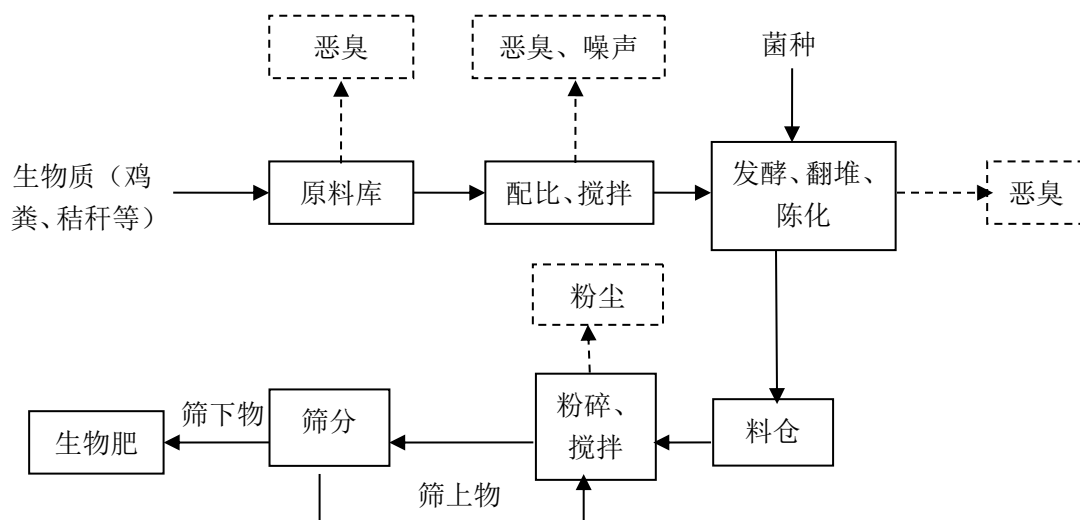 恶臭
恶臭、噪声
菌种
生物质（鸡
粪、秸秆等）
原料库
配比、搅拌
发酵、翻堆、
陈化
恶臭
粉尘
生物肥
筛下物
筛分
粉碎、
搅拌
料仓
筛上物